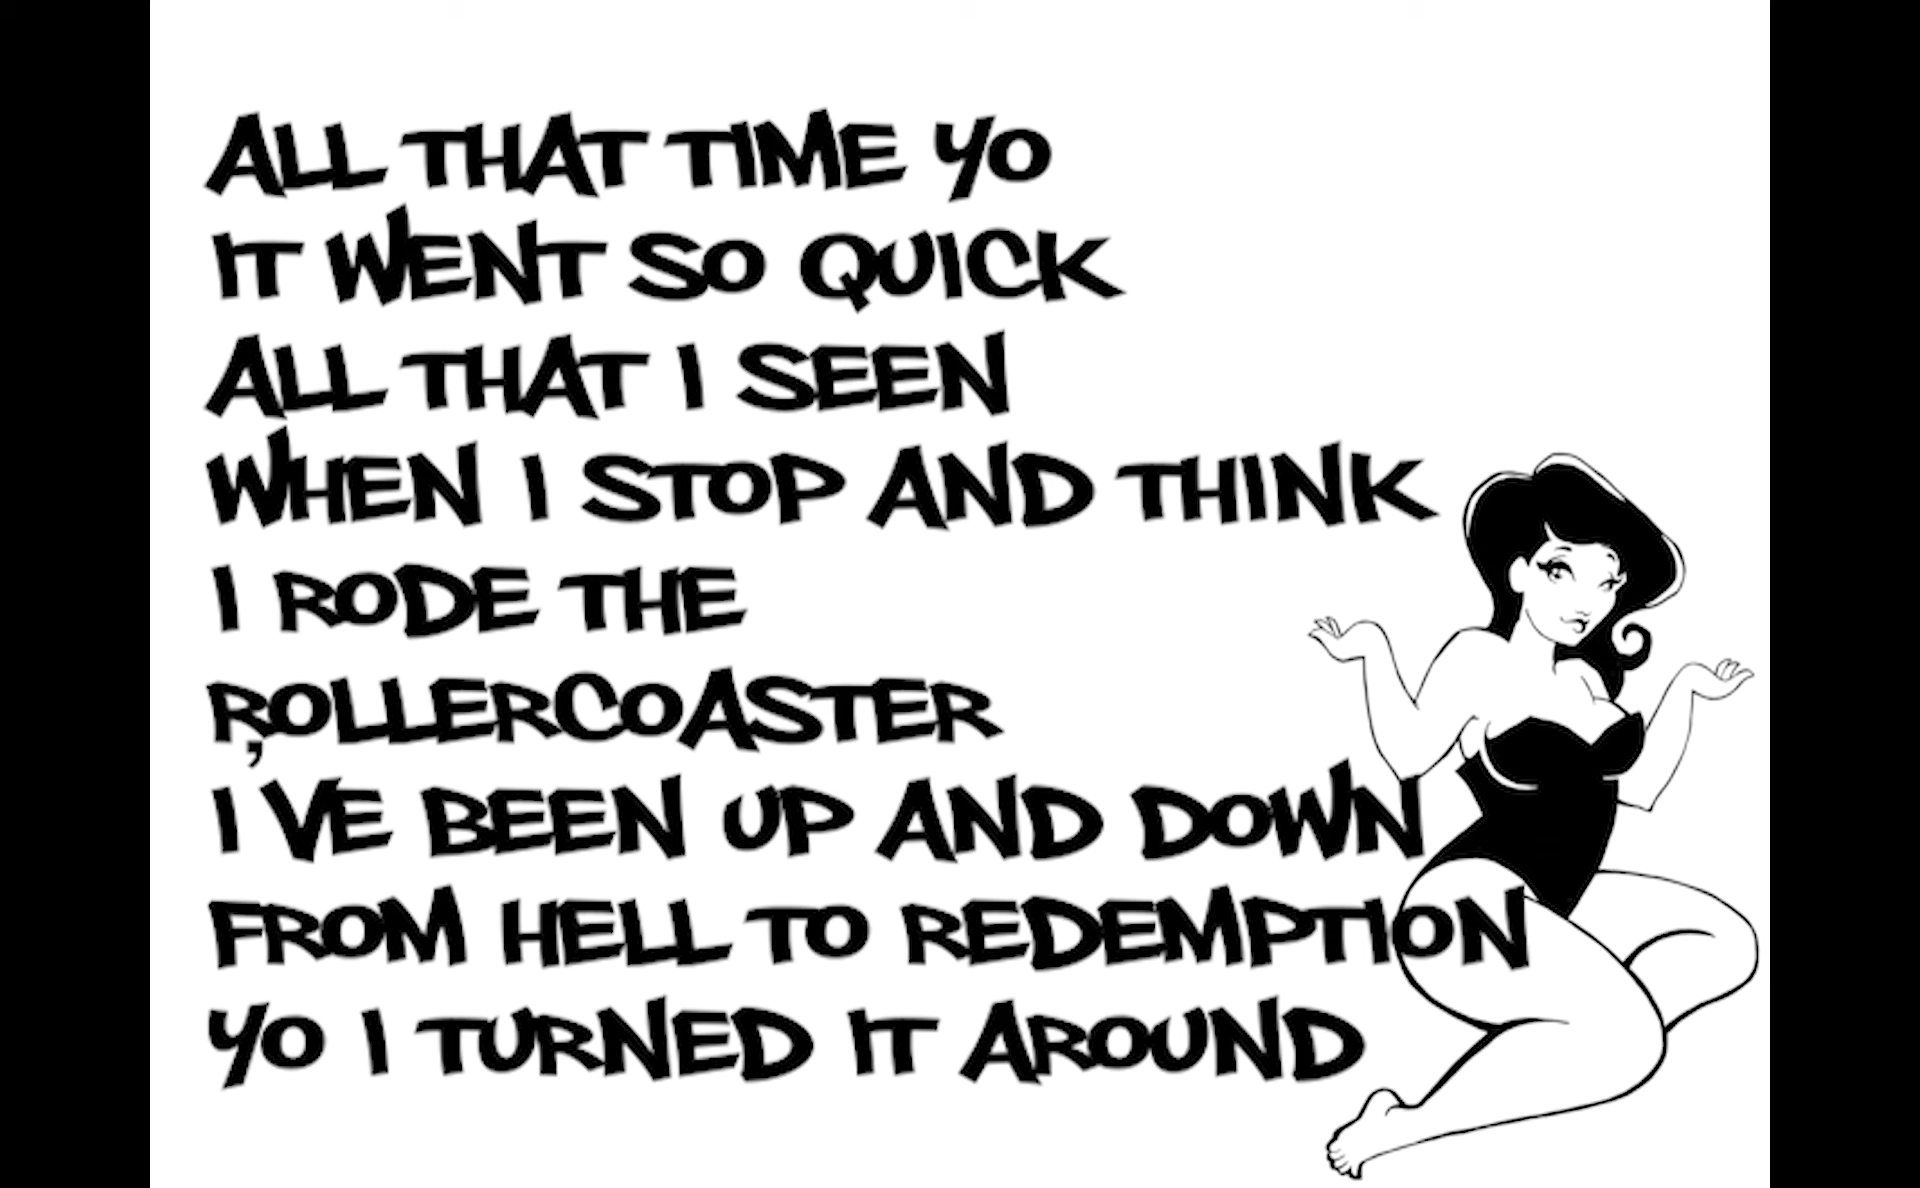 ALL THAT TIME YO
IT WENT SO QUICK
ALL THAT I SEEN
WHEN I STOP AND THINK
I RODE THE
ROLLERCOASTER
I'VE BEEN UP AND DOWN
FROM HELL TO REDEMPTION
YO I TURNED IT AROUND